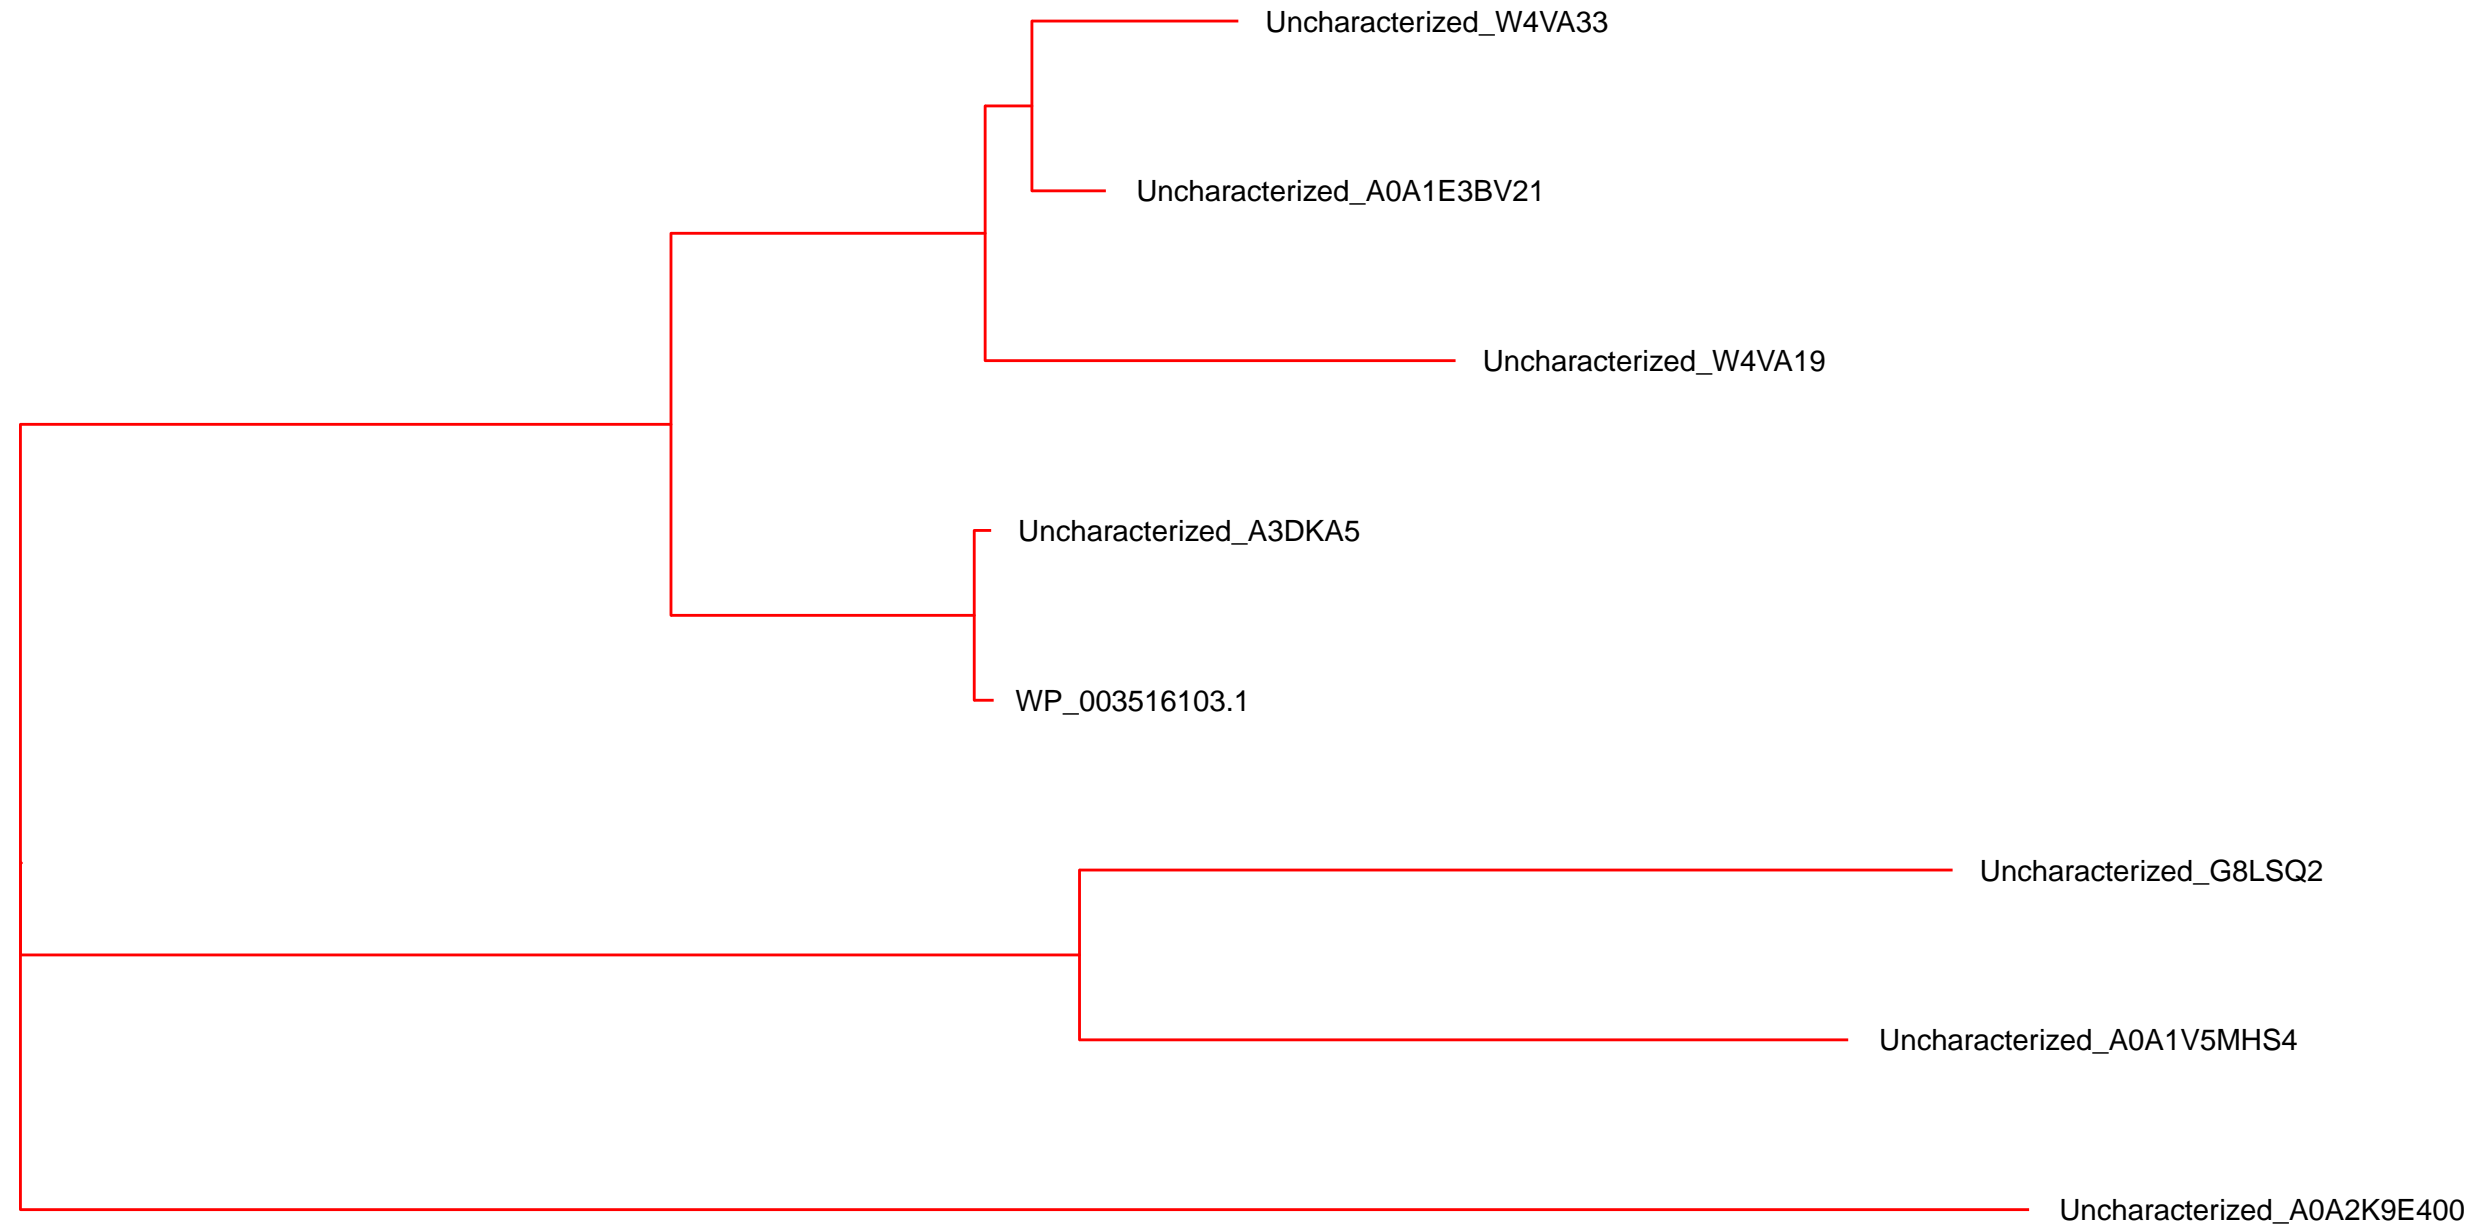 Uncharacterized_W4VA33
Uncharacterized_A0A1E3BV21
Uncharacterized_W4VA19
Uncharacterized_A3DKA5
WP_003516103.1
Uncharacterized_G8LSQ2
Uncharacterized_A0A1V5MHS4
Uncharacterized_A0A2K9E400